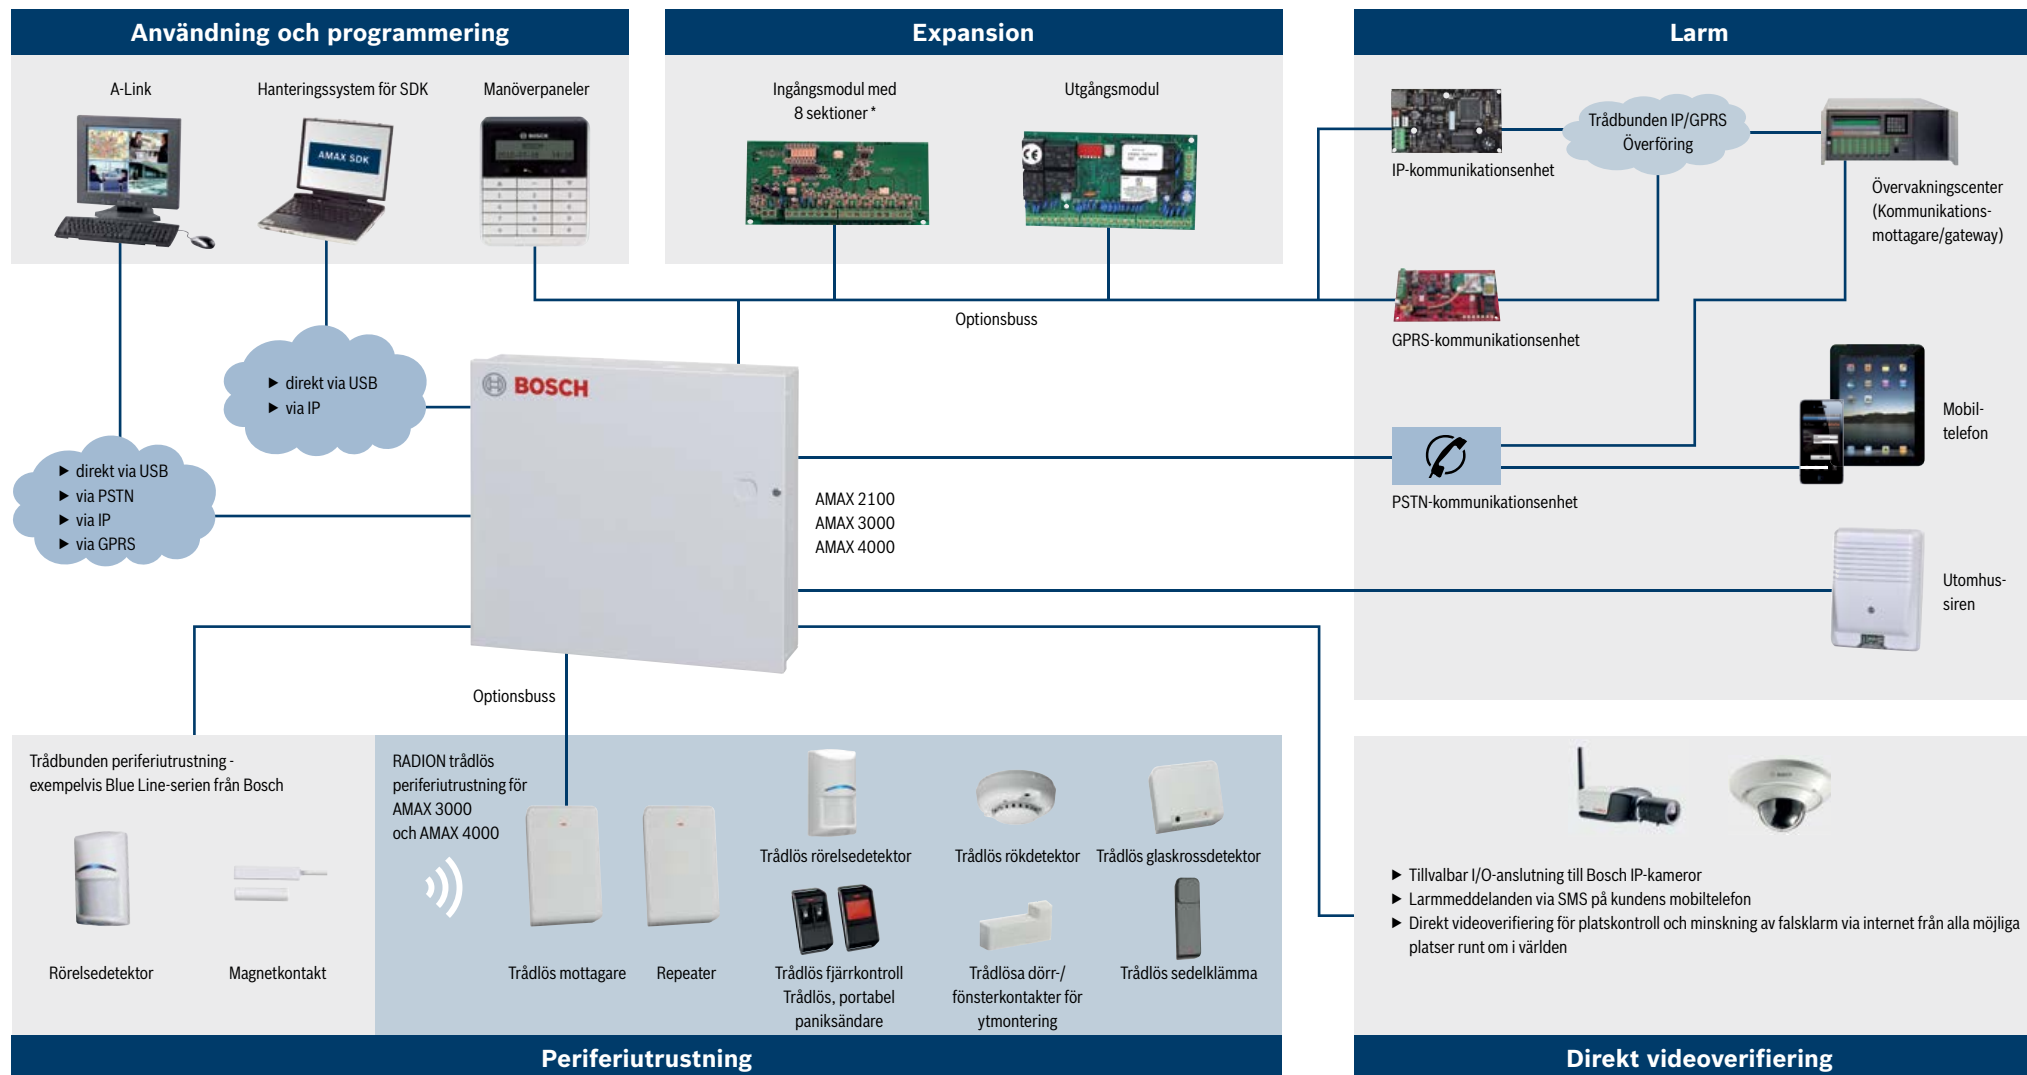 Användning och programmering
A-Link
Hanteringssystem för SDK
Manöverpaneler
AMAX SDK
BOSCH
BOSCH
Expansion
Ingångsmodul med
8 sektioner *
Utgångsmodul
Optionsbuss
Larm
IP-kommunikationsenhet
Trådbunden IP/GPRS
Överföring
Övervakningscenter
(Kommunikations-
mottagare/gateway)
GPRS-kommunikationsenhet
Mobil-
telefon
PSTN-kommunikationsenhet
Utomhus-
siren
▶ direkt via USB
▶ via IP
▶ direkt via USB
▶ via PSTN
▶ via IP
▶ via GPRS
BOSCH
AMAX 2100
AMAX 3000
AMAX 4000
Optionsbuss
Trådbunden periferiutrustning -
exempelvis Blue Line-serien från Bosch
Rörelsedetektor
Magnetkontakt
RADION trådlös
periferiutrustning för
AMAX 3000
och AMAX 4000
Trådlös mottagare
Repeater
Trådlös rörelsedetektor
Trådlös rökdetektor
Trådlös glaskrossdetektor
Trådlös fjärrkontroll
Trådlös, portabel
paniksändare
Trådlösa dörr-/
fönsterkontakter för
ytmontering
Trådlös sedelklämma
Periferiutrustning
▶ Tillvalbar I/O-anslutning till Bosch IP-kameror
▶ Larmmeddelanden via SMS på kundens mobiltelefon
▶ Direkt videoverifiering för platskontroll och minskning av falsklarm via internet från alla möjliga
platser runt om i världen
Direkt videoverifiering